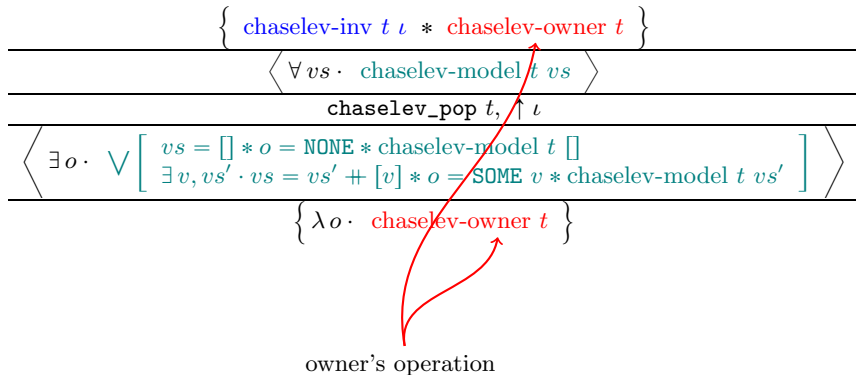 { chaselev-inv t ι * chaselev-owner t }
⟨ ∀ vs · chaselev-model t vs ⟩
chaselev_pop t, ↑ ι
⟨ ∃ o · ⋁ [ vs = [] * o = NONE * chaselev-model t []
∃ v, vs′ · vs = vs′ ++ [v] * o = SOME v * chaselev-model t vs′ ] ⟩
{ λ o · chaselev-owner t }
owner's operation